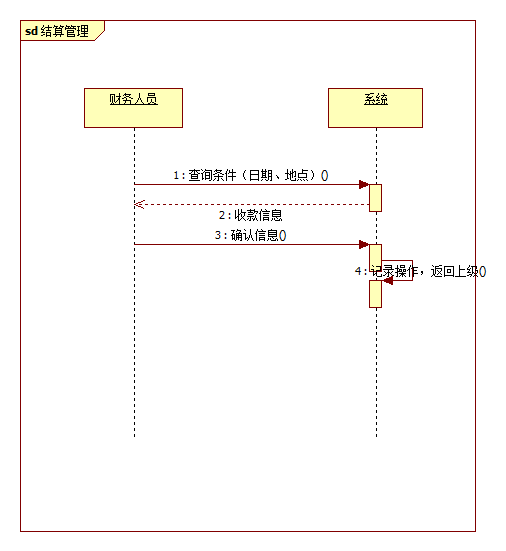 sd 结算管理
财务人员
系统
1 : 查询条件（日期、地点）()
2 : 收款信息
3 : 确认信息()
4 : 记录操作，返回上级()